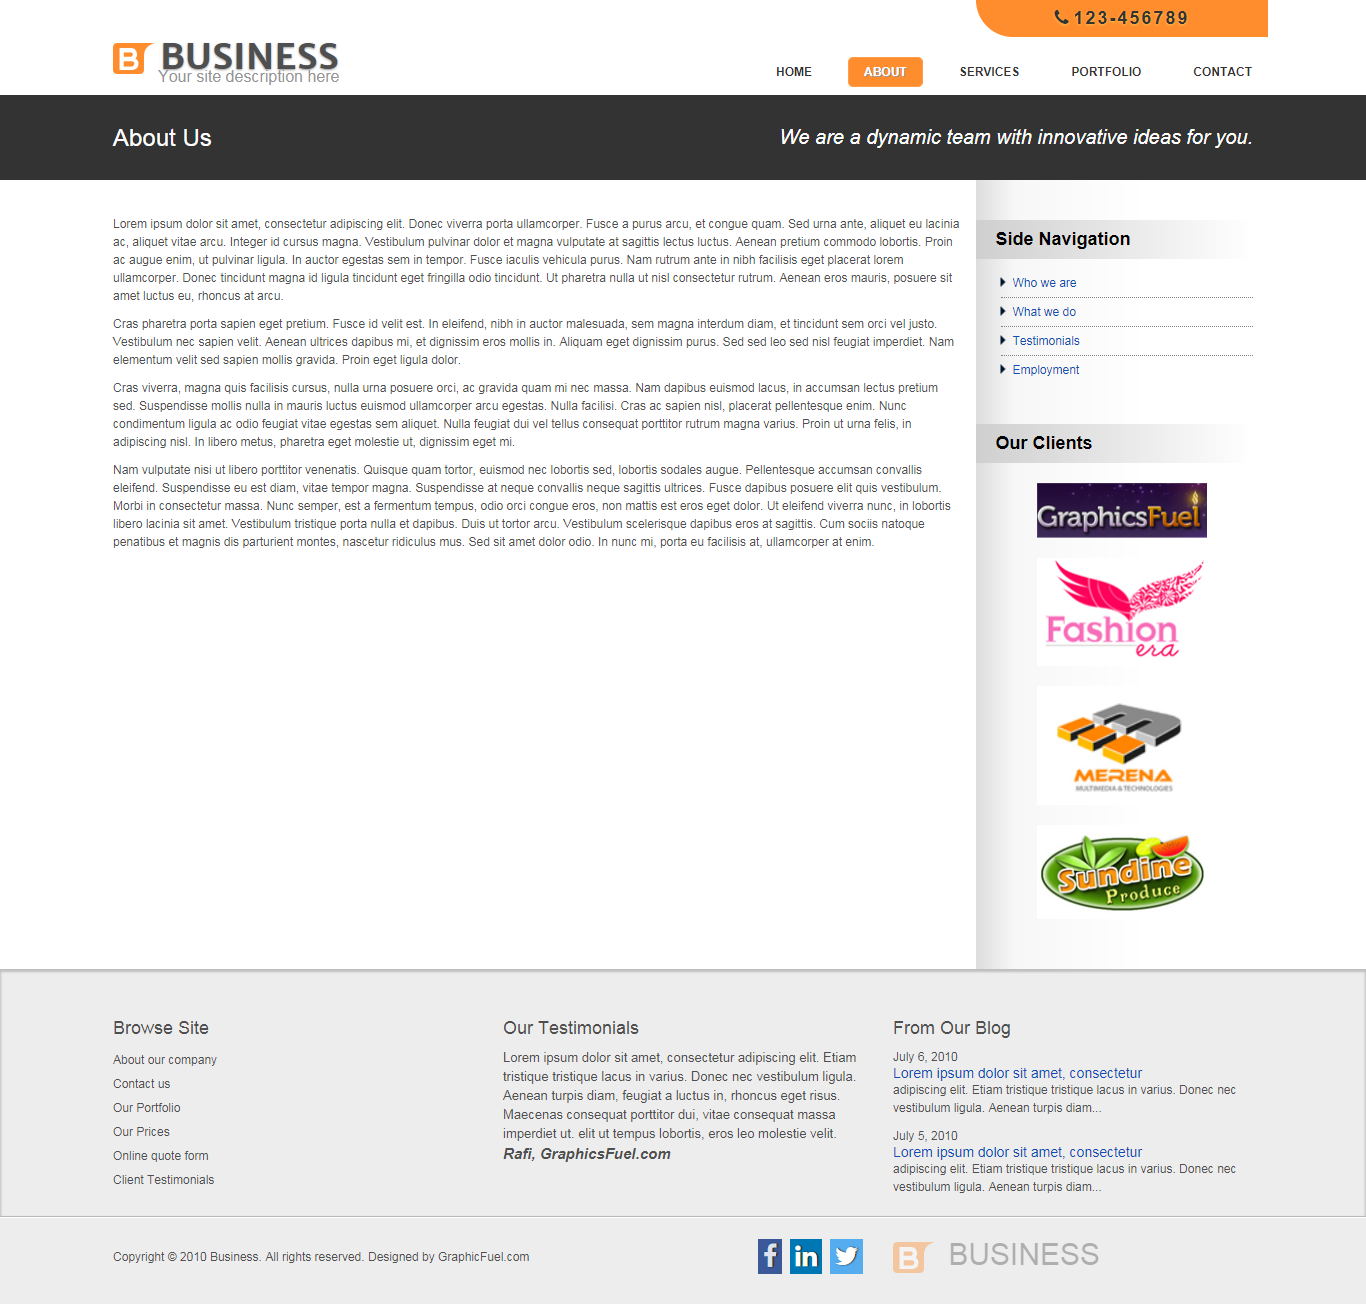 123-456789
B BUSINESS
Your site description here
HOME ABOUT SERVICES PORTFOLIO CONTACT
About Us
We are a dynamic team with innovative ideas for you.
Lorem ipsum dolor sit amet, consectetur adipiscing elit. Donec viverra porta ullamcorper. Fusce a purus arcu, et congue quam. Sed urna ante, aliquet eu lacinia
ac, aliquet vitae arcu. Integer id cursus magna. Vestibulum pulvinar dolor et magna vulputate at sagittis lectus luctus. Aenean pretium commodo lobortis. Proin
ac augue enim, ut pulvinar ligula. In auctor egestas sem in tempor. Fusce iaculis vehicula purus. Nam rutrum ante in nibh facilisis eget placerat lorem
ullamcorper. Donec tincidunt magna id ligula tincidunt eget fringilla odio tincidunt. Ut pharetra nulla ut nisl consectetur rutrum. Aenean eros mauris, posuere sit
amet luctus eu, rhoncus at arcu.
Cras pharetra porta sapien eget pretium. Fusce id velit est. In eleifend, nibh in auctor malesuada, sem magna interdum diam, et tincidunt sem orci vel justo.
Vestibulum nec sapien velit. Aenean ultrices dapibus mi, et dignissim eros mollis in. Aliquam eget dignissim purus. Sed sed leo sed nisl feugiat imperdiet. Nam
elementum velit sed sapien mollis gravida. Proin eget ligula dolor.
Cras viverra, magna quis facilisis cursus, nulla urna posuere orci, ac gravida quam mi nec massa. Nam dapibus euismod lacus, in accumsan lectus pretium
sed. Suspendisse mollis nulla in mauris luctus euismod ullamcorper arcu egestas. Nulla facilisi. Cras ac sapien nisl, placerat pellentesque enim. Nunc
condimentum ligula ac odio feugiat vitae egestas sem aliquet. Nulla feugiat dui vel tellus consequat porttitor rutrum magna varius. Proin ut urna felis, in
adipiscing nisl. In libero metus, pharetra eget molestie ut, dignissim eget mi.
Nam vulputate nisi ut libero porttitor venenatis. Quisque quam tortor, euismod nec lobortis sed, lobortis sodales augue. Pellentesque accumsan convallis
eleifend. Suspendisse eu est diam, vitae tempor magna. Suspendisse at neque convallis neque sagittis ultrices. Fusce dapibus posuere elit quis vestibulum.
Morbi in consectetur massa. Nunc semper, est a fermentum tempus, odio orci congue eros, non mattis est eros eget dolor. Ut eleifend viverra nunc, in lobortis
libero lacinia sit amet. Vestibulum tristique porta nulla et dapibus. Duis ut tortor arcu. Vestibulum scelerisque dapibus eros at sagittis. Cum sociis natoque
penatibus et magnis dis parturient montes, nascetur ridiculus mus. Sed sit amet dolor odio. In nunc mi, porta eu facilisis at, ullamcorper at enim.
Side Navigation
Who we are
What we do
Testimonials
Employment
Our Clients
GraphicsFuel
Fashion
era
MERENA
MULTIMEDIA & TECHNOLOGIES
Sundine
Produce
Browse Site
About our company
Contact us
Our Portfolio
Our Prices
Online quote form
Client Testimonials
Our Testimonials
Lorem ipsum dolor sit amet, consectetur adipiscing elit. Etiam
tristique tristique lacus in varius. Donec nec vestibulum ligula.
Aenean turpis diam, feugiat a luctus in, rhoncus eget risus.
Maecenas consequat porttitor dui, vitae consequat massa
imperdiet ut. elit ut tempus lobortis, eros leo molestie velit.
Rafi, GraphicsFuel.com
From Our Blog
July 6, 2010
Lorem ipsum dolor sit amet, consectetur
adipiscing elit. Etiam tristique tristique lacus in varius. Donec nec
vestibulum ligula. Aenean turpis diam...
July 5, 2010
Lorem ipsum dolor sit amet, consectetur
adipiscing elit. Etiam tristique tristique lacus in varius. Donec nec
vestibulum ligula. Aenean turpis diam...
Copyright © 2010 Business. All rights reserved. Designed by GraphicFuel.com
f in
B BUSINESS